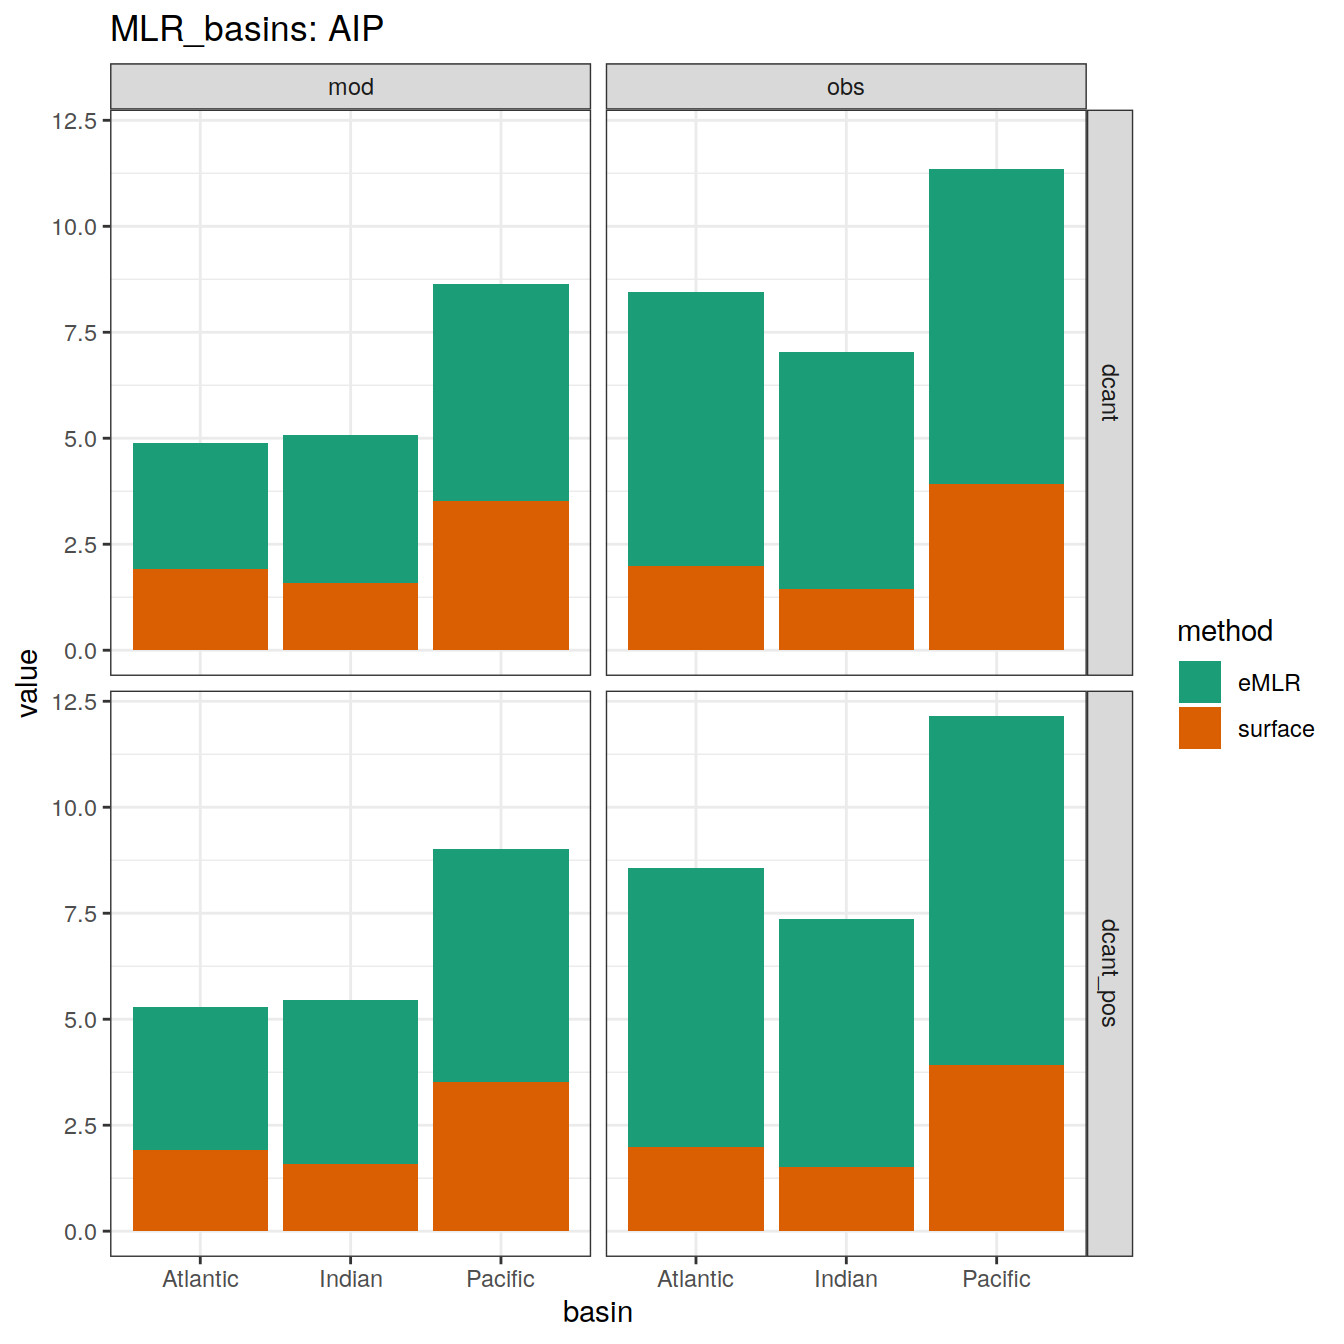 MLR_basins: AIP
mod
obs
12.5
10.0
7.5
5.0
2.5
0.0
dcant
12.5
10.0
7.5
5.0
2.5
0.0
dcant_pos
value
Atlantic
Indian
Pacific
Atlantic
Indian
Pacific
basin
method
eMLR
surface